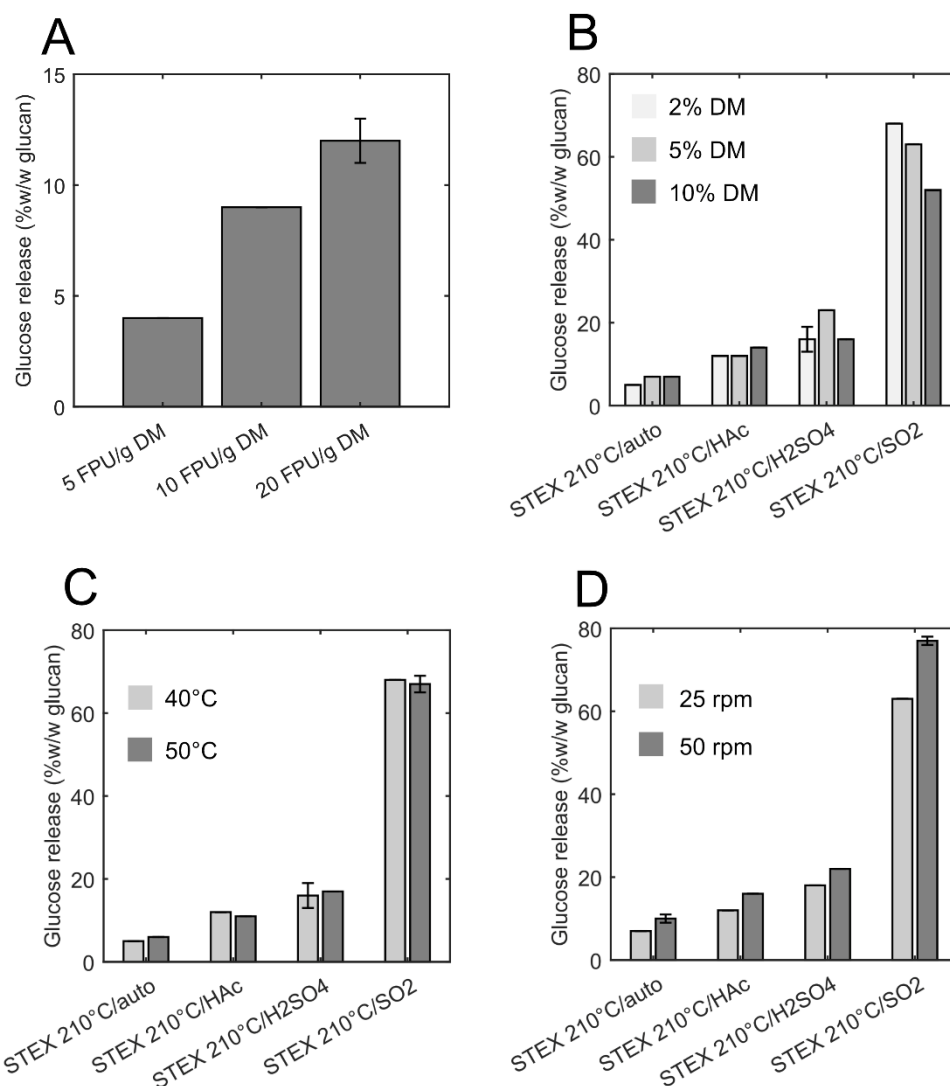 A
Glucose release (%w/w glucan)
15
10
5
0
5 FPU/g DM
10 FPU/g DM
20 FPU/g DM
B
Glucose release (%w/w glucan)
80
60
40
20
0
2% DM
5% DM
10% DM
STEX 210°C/auto
STEX 210°C/HAc
STEX 210°C/H2SO4
STEX 210°C/SO2
C
Glucose release (%w/w glucan)
80
60
40
20
0
40°C
50°C
STEX 210°C/auto
STEX 210°C/HAc
STEX 210°C/H2SO4
STEX 210°C/SO2
D
Glucose release (%w/w glucan)
80
60
40
20
0
25 rpm
50 rpm
STEX 210°C/auto
STEX 210°C/HAc
STEX 210°C/H2SO4
STEX 210°C/SO2